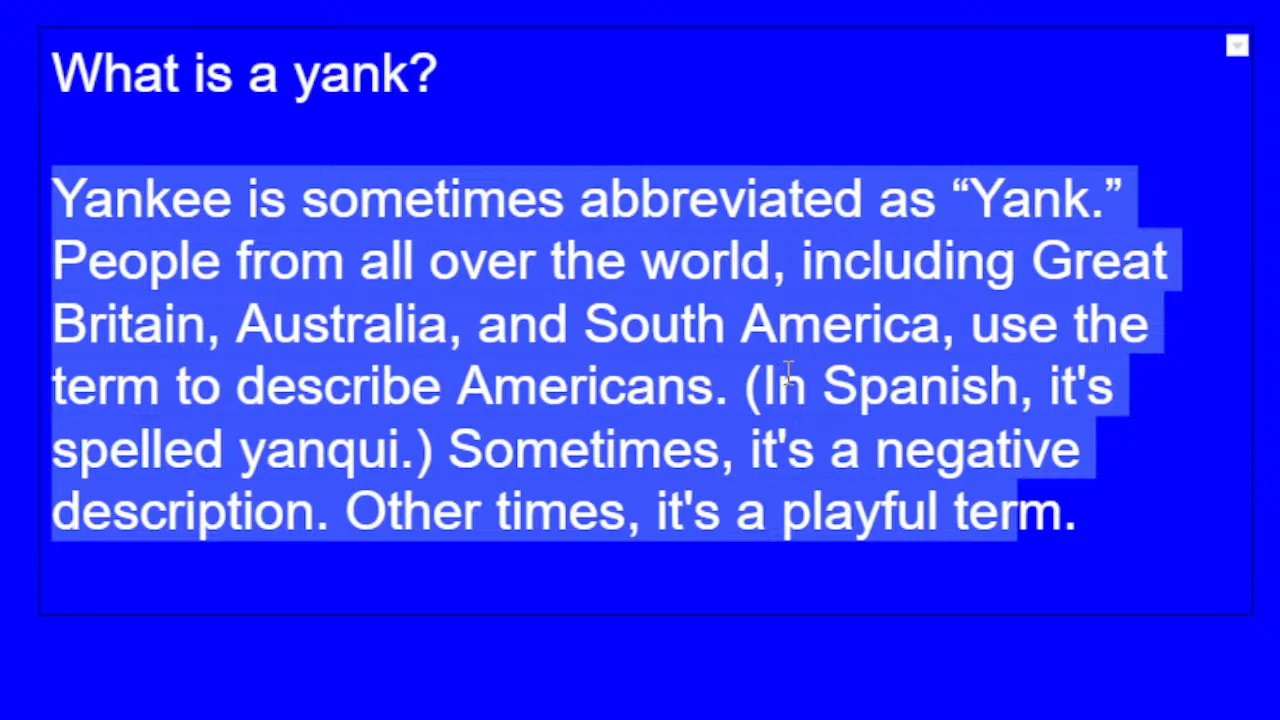 What is a yank?
Yankee is sometimes abbreviated as “Yank.”
People from all over the world, including Great
Britain, Australia, and South America, use the
term to describe Americans. (In Spanish, it's
spelled yanqui.) Sometimes, it's a negative
description. Other times, it's a playful term.